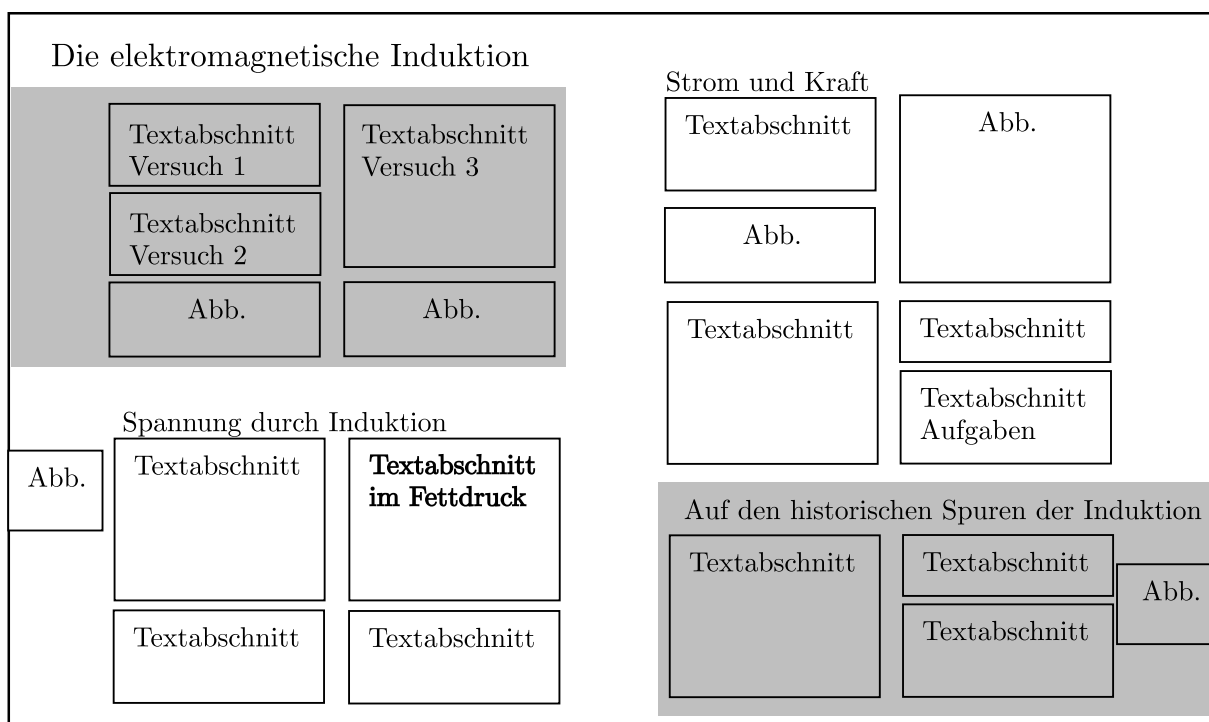 Die elektromagnetische Induktion
Textabschnitt
Versuch 1
Textabschnitt
Versuch 2
Abb.
Textabschnitt
Versuch 3
Abb.
Spannung durch Induktion
Abb.
Textabschnitt
Textabschnitt
im Fettdruck
Textabschnitt
Textabschnitt
Strom und Kraft
Textabschnitt
Abb.
Abb.
Textabschnitt
Textabschnitt
Textabschnitt
Aufgaben
Auf den historischen Spuren der Induktion
Textabschnitt
Textabschnitt
Textabschnitt
Abb.